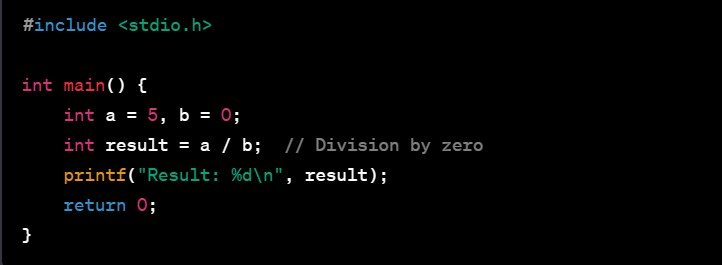 #include <stdio.h>

int main() {
    int a = 5, b = 0;
    int result = a / b;  // Division by zero
    printf("Result: %d\n", result);
    return 0;
}